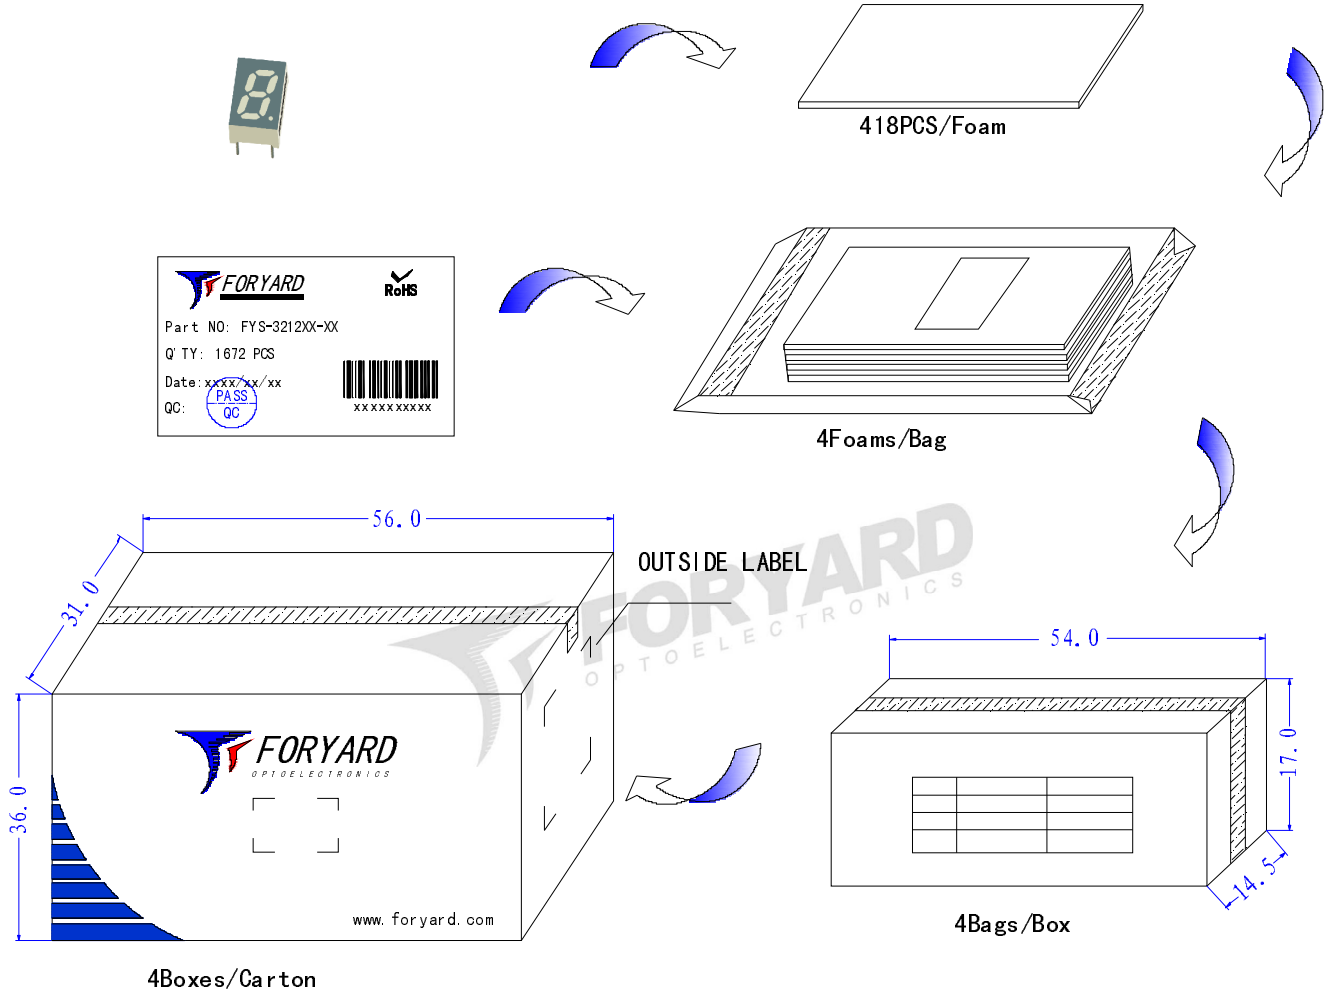 418PCS/Foam
FORYARD
RoHS
Part NO: FYS-3212XX-XX
Q'TY: 1672 PCS
Date:xxxx/xx/xx
QC:
PASS
QC
xxxxxxxxxx
4Foams/Bag
56.0
31.0
36.0
OUTSIDE LABEL
FORYARD
OPTOELECTRONICS
FORYARD
OPTOELECTRONICS
www.foryard.com
4Boxes/Carton
54.0
17.0
14.5
4Bags/Box